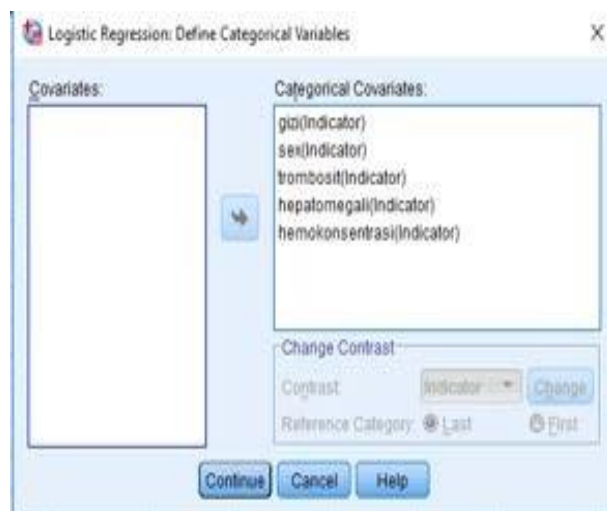 Logistic Regression: Define Categorical Variables
Covariates:
Categorical Covariates:
gizi(Indicator)
sex(Indicator)
trombosit(Indicator)
hepatomegali(Indicator)
hemokonsentrasi(Indicator)
Change Contrast
Contrast: Indicator Change
Reference Category: Last First
Continue Cancel Help